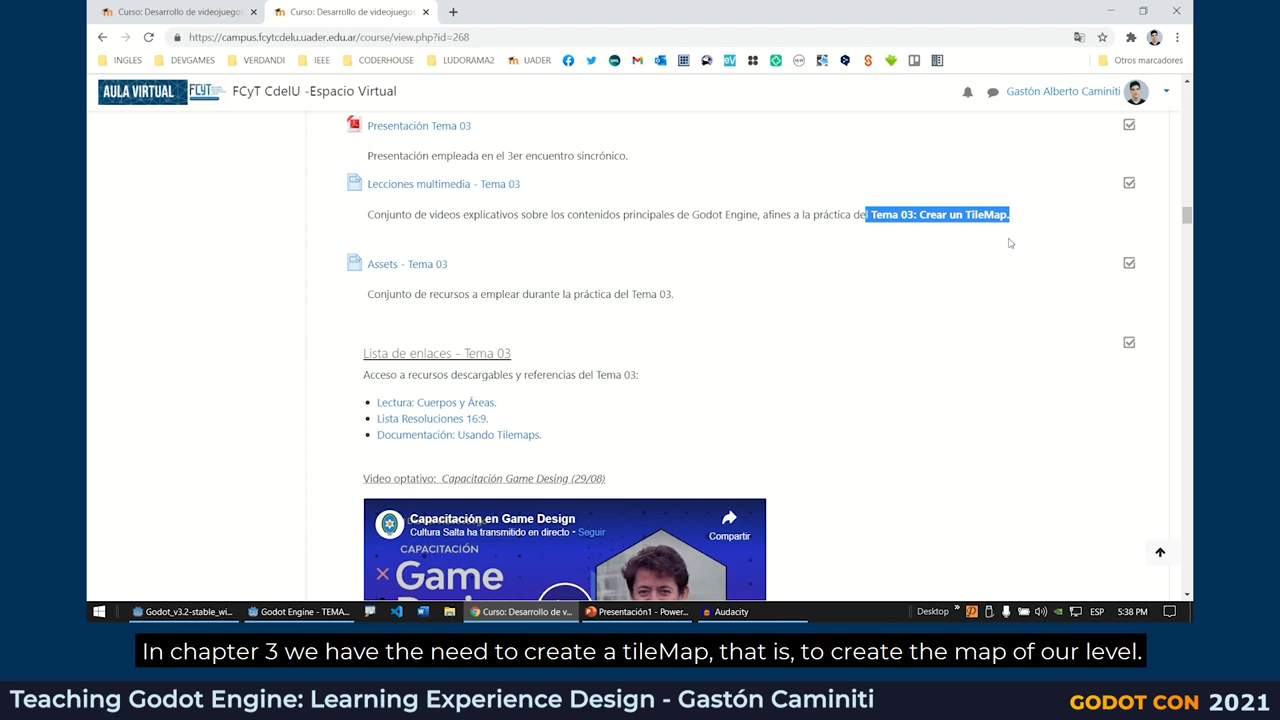 Curso: Desarrollo de videojuegos
Curso: Desarrollo de videojuegos
https://campus.fcytcdelu.uader.edu.ar/course/view.php?id=268
INGLES DEVGAMES VERDANDI IEEE CODERHOUSE LUDORAMA2 UADER Otros marcadores
AULA VIRTUAL FCyT FCyT CdelU -Espacio Virtual Gastón Alberto Caminiti
Presentación Tema 03
Presentación empleada en el 3er encuentro sincrónico.
Lecciones multimedia - Tema 03
Conjunto de videos explicativos sobre los contenidos principales de Godot Engine, afines a la práctica del Tema 03: Crear un TileMap.
Assets - Tema 03
Conjunto de recursos a emplear durante la práctica del Tema 03.
Lista de enlaces - Tema 03
Acceso a recursos descargables y referencias del Tema 03:
Lectura: Cuerpos y Áreas.
Lista Resoluciones 16:9.
Documentación: Usando Tilemaps.
Video optativo: Capacitación Game Desing (29/08)
Capacitación en Game Design
Cultura Salta ha transmitido en directo · Seguir
Compartir
CAPACITACIÓN
Game
Godot_v3.2-stable_wi... Godot Engine - TEMA... Curso: Desarrollo de v... Presentación1 - Power... Audacity Desktop ESP 5:38 PM
In chapter 3 we have the need to create a tileMap, that is, to create the map of our level.
Teaching Godot Engine: Learning Experience Design - Gastón Caminiti GODOT CON 2021